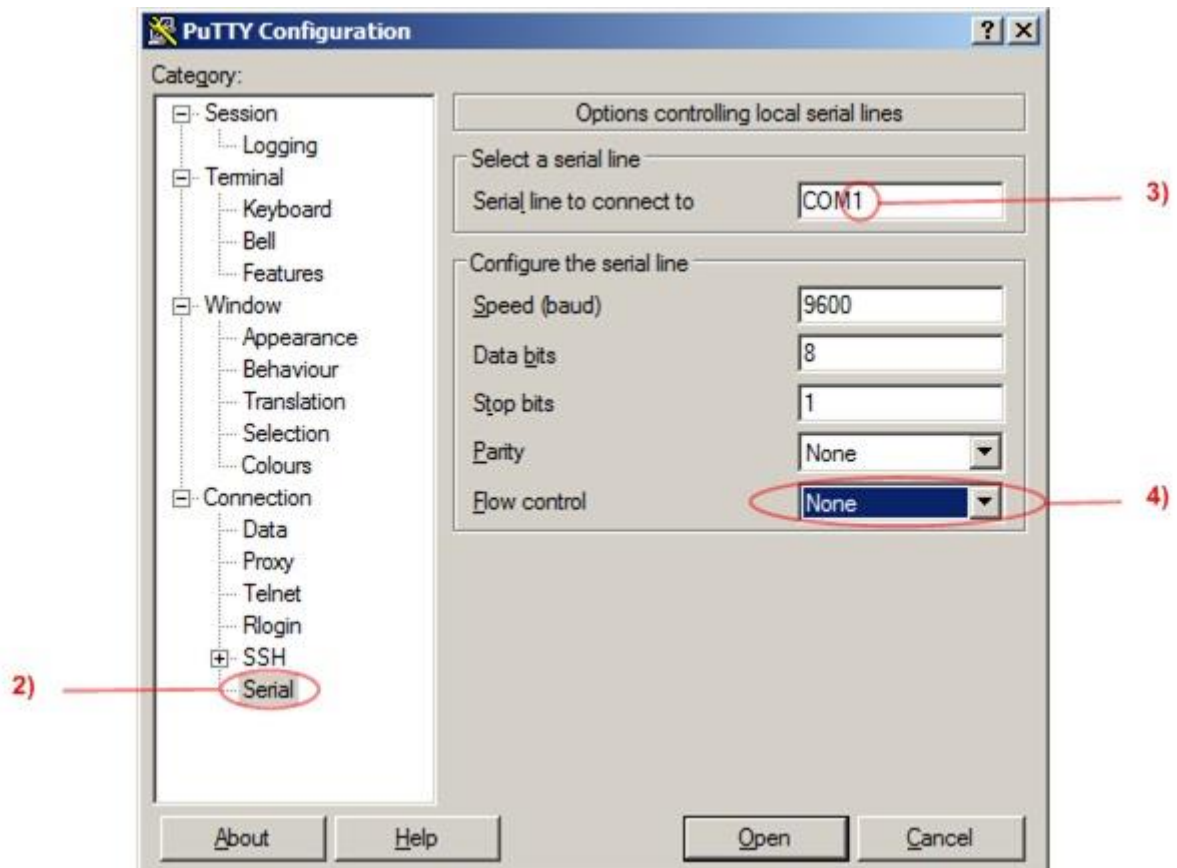 PuTTY Configuration
Category:
Session
Logging
Terminal
Keyboard
Bell
Features
Window
Appearance
Behaviour
Translation
Selection
Colours
Connection
Data
Proxy
Telnet
Rlogin
SSH
Serial
2)
Options controlling local serial lines
Select a serial line
Serial line to connect to COM1
3)
Configure the serial line
Speed (baud) 9600
Data bits 8
Stop bits 1
Parity None
Flow control None
4)
About Help Open Cancel